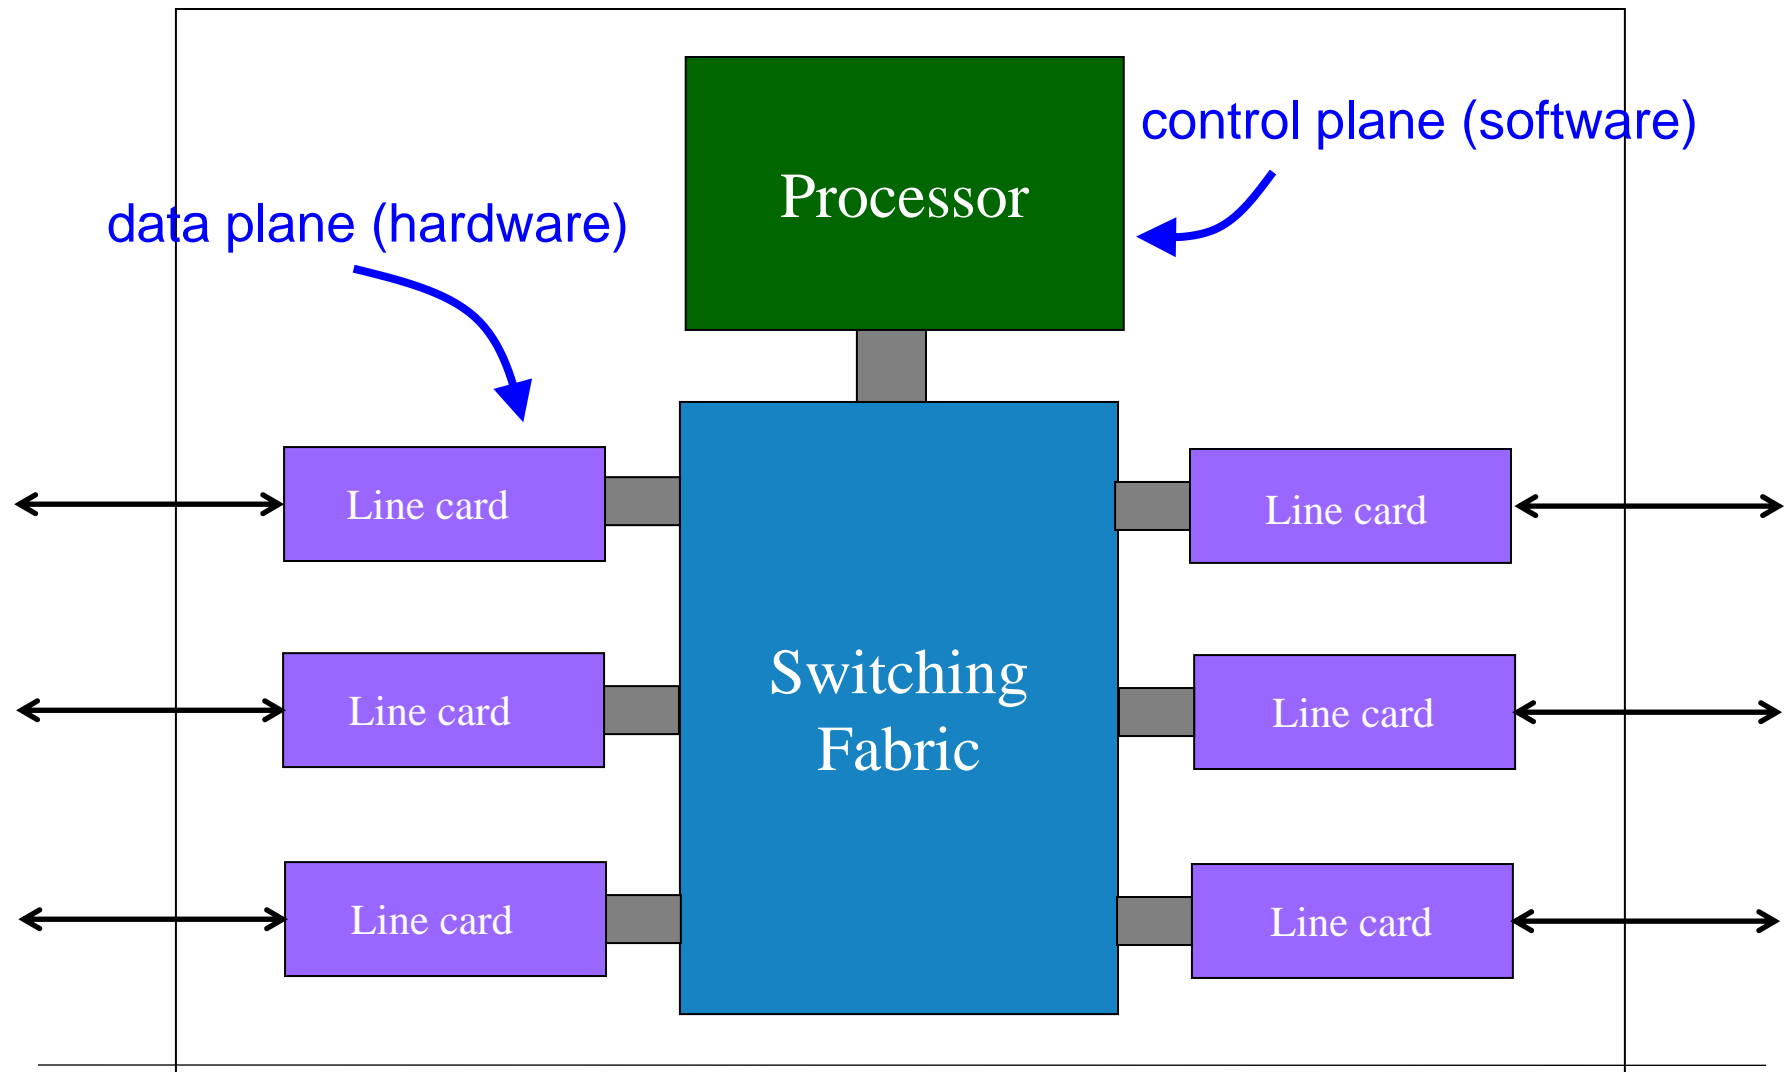 control plane (software)
Processor
data plane (hardware)
Line card
Line card
Switching
Fabric
Line card
Line card
Line card
Line card